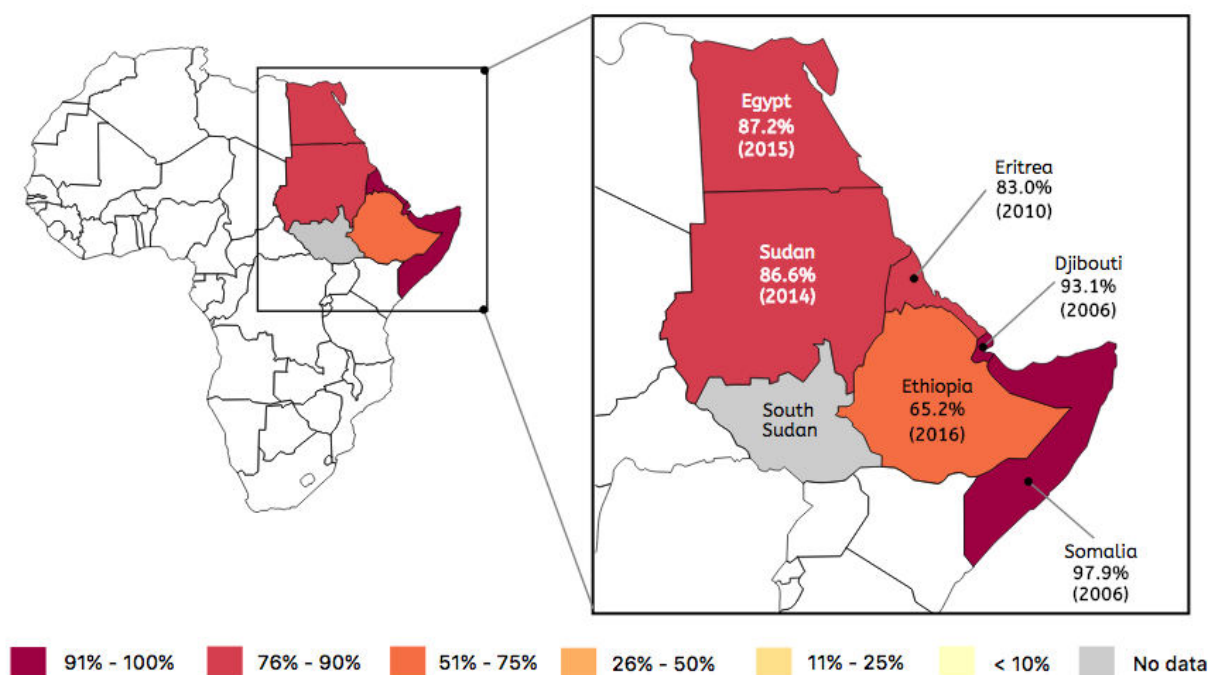 Egypt
87.2%
(2015)
Eritrea
83.0%
(2010)
Sudan
86.6%
(2014)
Djibouti
93.1%
(2006)
South
Sudan
Ethiopia
65.2%
(2016)
Somalia
97.9%
(2006)
91% - 100%
76% - 90%
51% - 75%
26% - 50%
11% - 25%
< 10%
No data